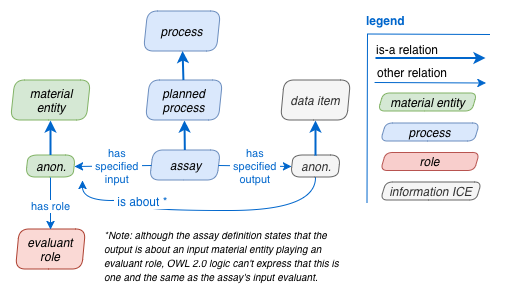 legend
process
is-a relation
other relation
material
entity
planned
process
data item
material entity
process
role
information ICE
anon.
has
specified
input
assay
has
specified
output
anon.
is about *
has role
evaluant
role
*Note: although the assay definition states that the
output is about an input material entity playing an
evaluant role, OWL 2.0 logic can't express that this is
one and the same as the assay's input evaluant.